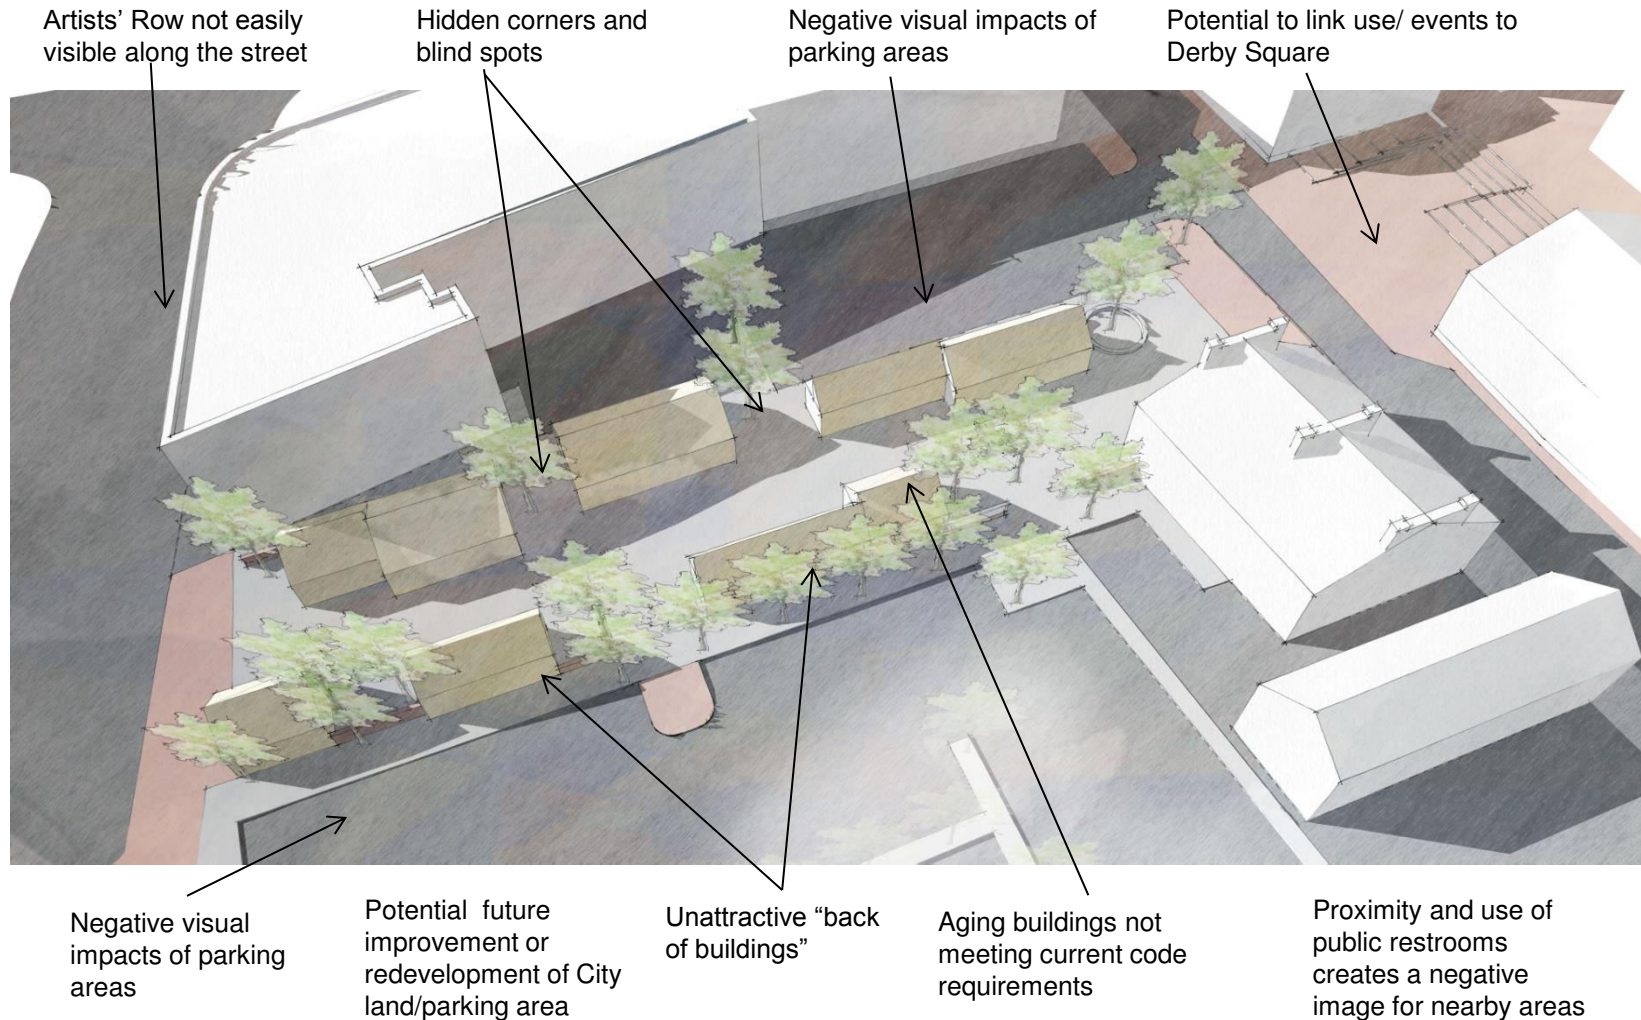 Artists’ Row not easily
visible along the street
Hidden corners and
blind spots
Negative visual impacts of
parking areas
Potential to link use/ events to
Derby Square
Negative visual
impacts of parking
areas
Potential  future
improvement or
redevelopment of City
land/parking area
Unattractive “back
of buildings”
Aging buildings not
meeting current code
requirements
Proximity and use of
public restrooms
creates a negative
image for nearby areas